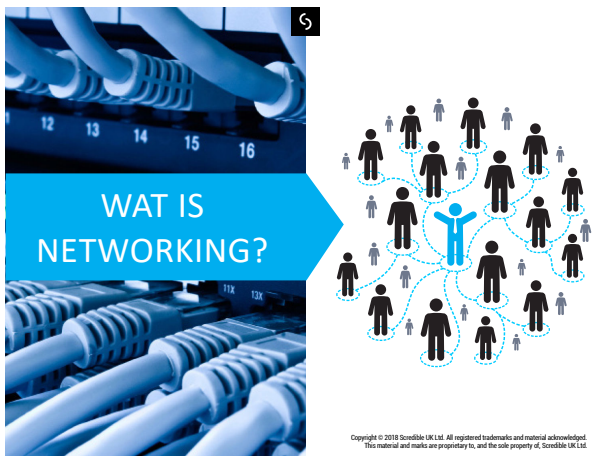 12 13 14 15 16
WAT IS
NETWORKING?
11X 13X
Copyright © 2018 Scredible UK Ltd. All registered trademarks and material acknowledged.
This material and marks are proprietary to, and the sole property of, Scredible UK Ltd.